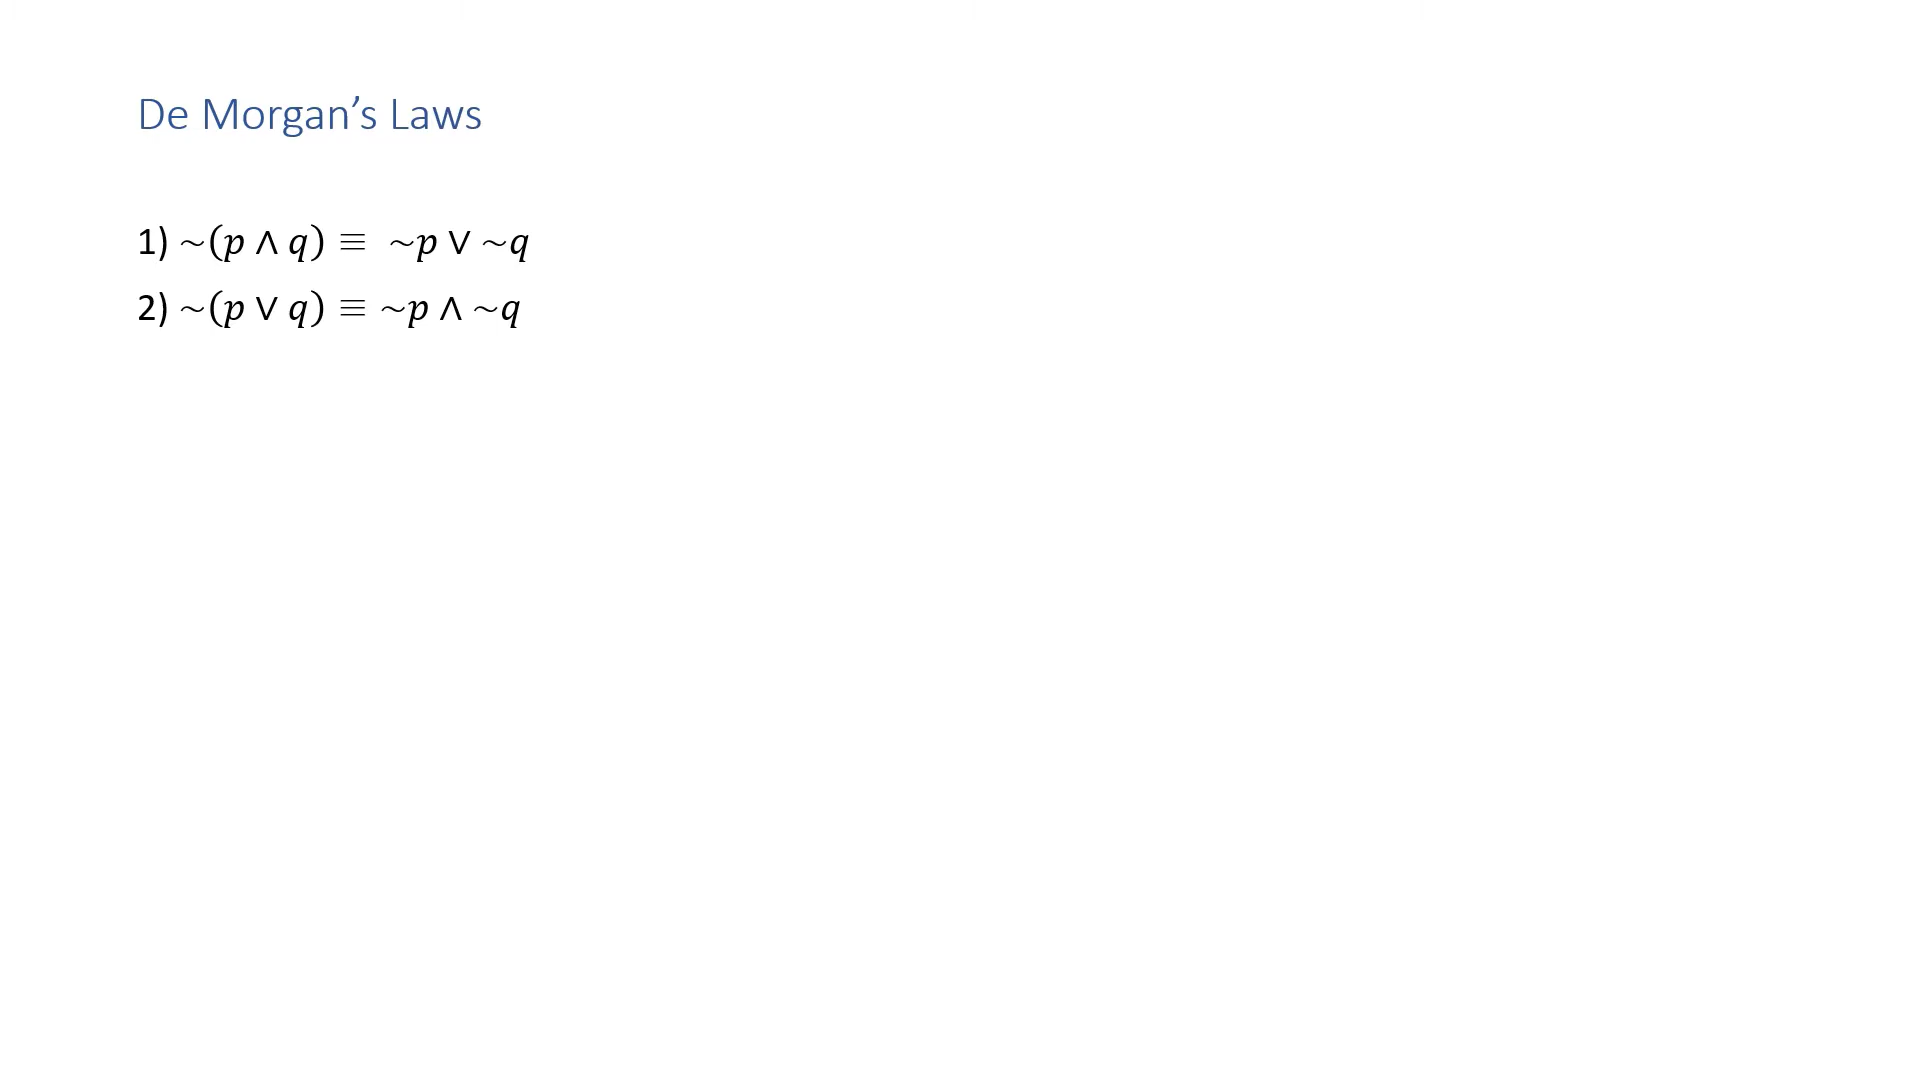 De Morgan’s Laws
1) ~(p ∧ q) ≡ ~p ∨ ~q
2) ~(p ∨ q) ≡ ~p ∧ ~q